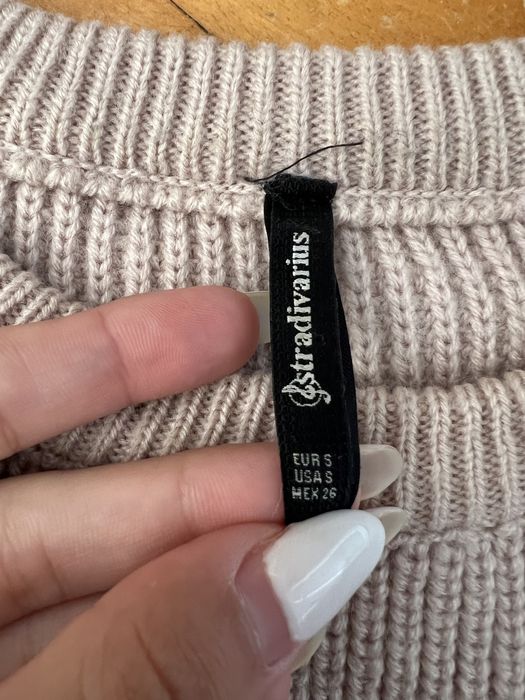 stradivarius
EUR S
USA S
MEX 26